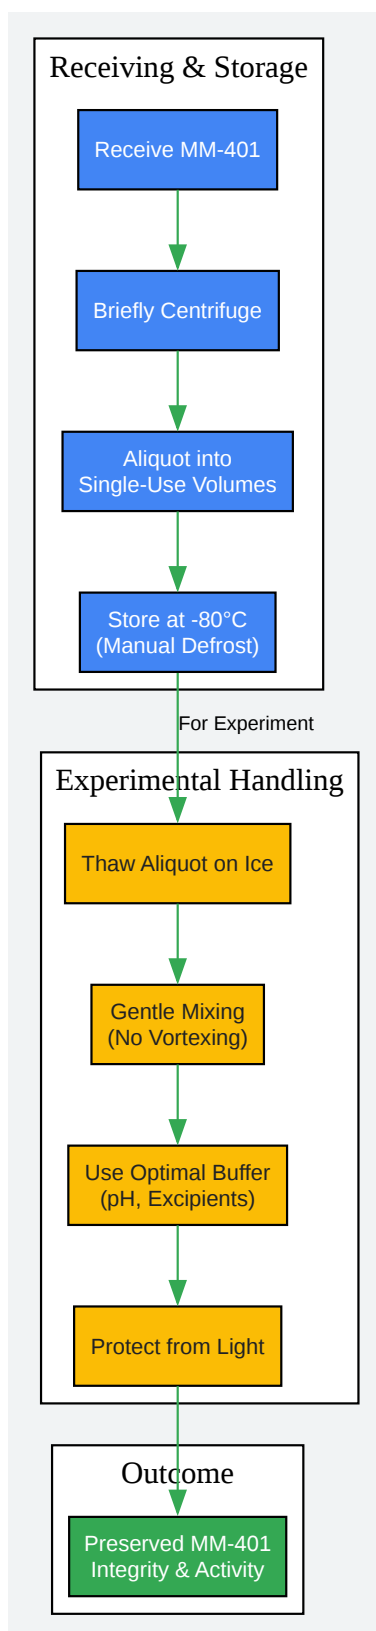 Receiving & Storage
Receive MM-401
Briefly Centrifuge
Aliquot into
Single-Use Volumes
Store at -80°C
(Manual Defrost)
For Experiment
Experimental Handling
Thaw Aliquot on Ice
Gentle Mixing
(No Vortexing)
Use Optimal Buffer
(pH, Excipients)
Protect from Light
Outcome
Preserved MM-401
Integrity & Activity